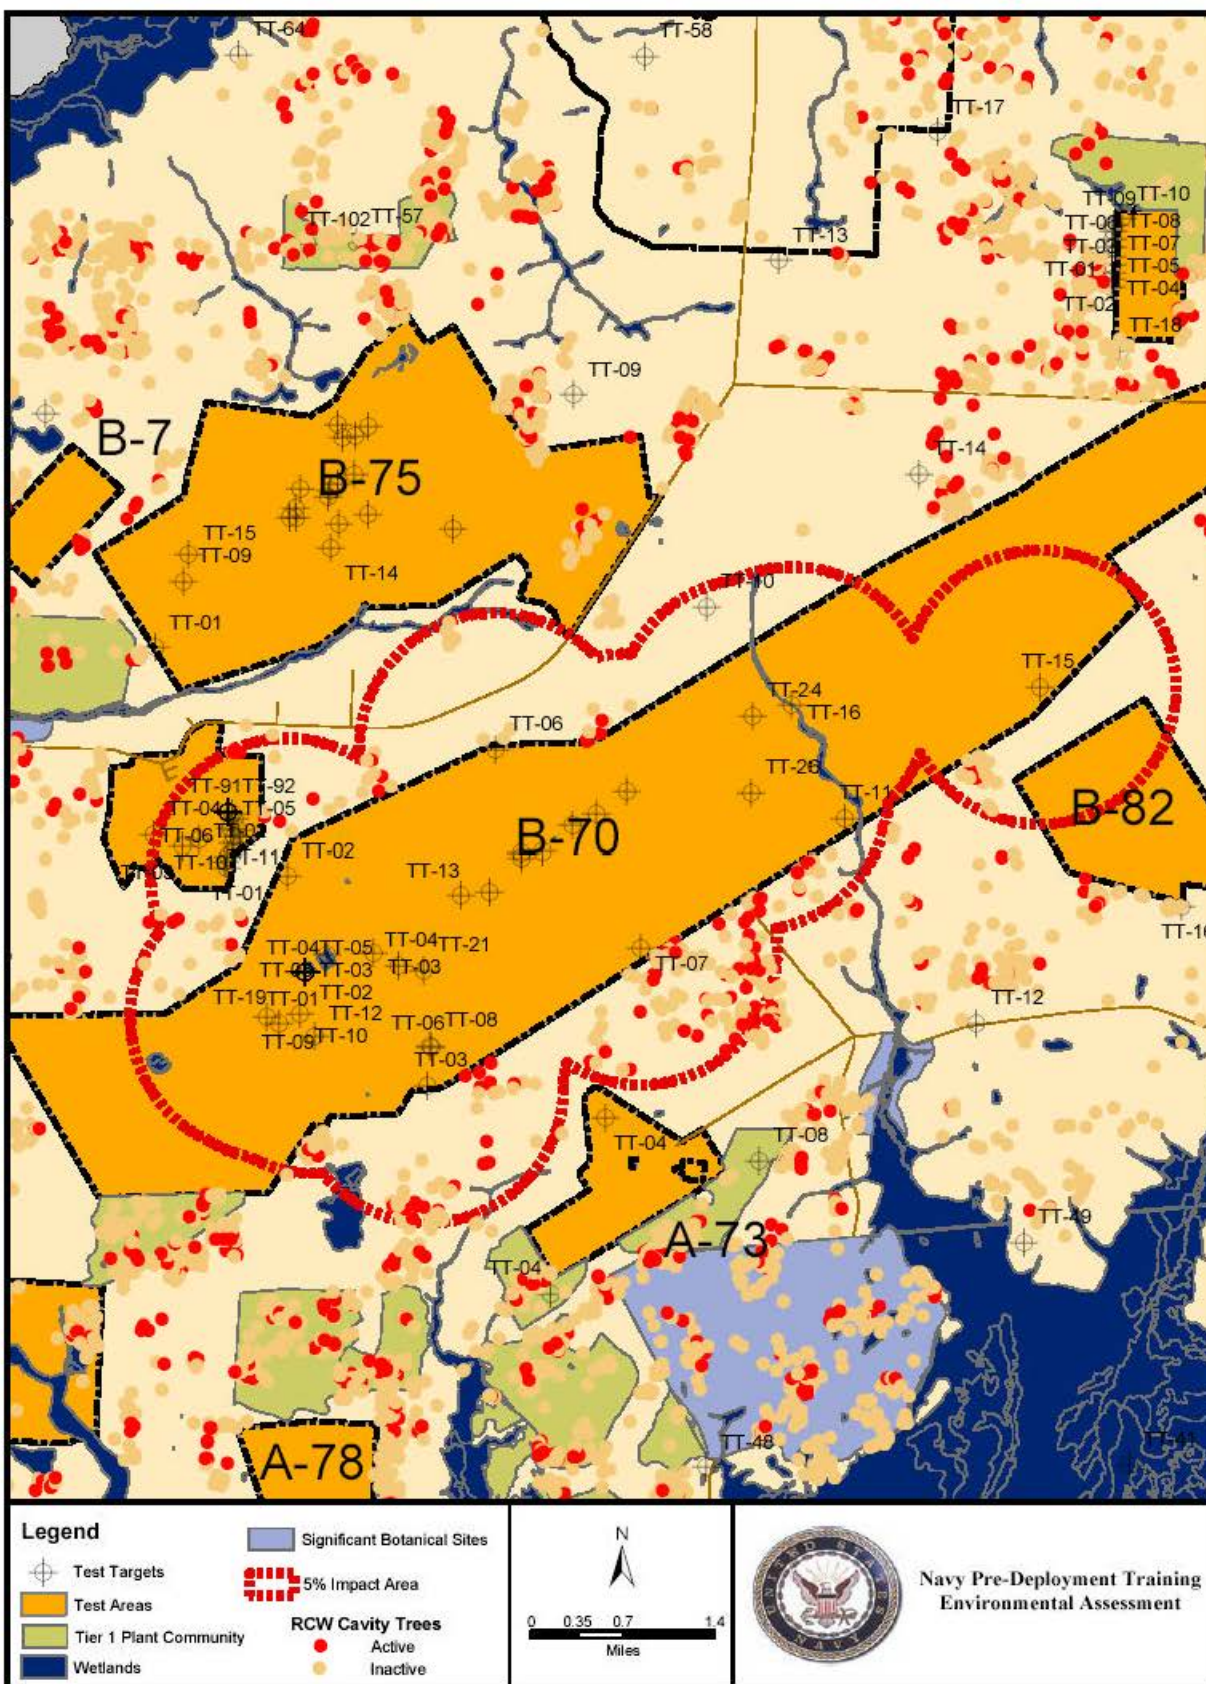 TT-64
TT-58
TT-17
TT-102
TT-57
TT-13
TT-09
TT-10
TT-08
TT-07
TT-01
TT-05
TT-04
TT-02
TT-18
TT-09
B-7
B-75
TT-14
TT-15
TT-09
TT-14
TT-01
TT-10
TT-15
TT-24
TT-16
TT-06
TT-11
B-82
TT-91
TT-92
TT-04
TT-05
TT-06
TT-10
TT-11
TT-01
TT-02
B-70
TT-13
TT-16
TT-04
TT-05
TT-04
TT-21
TT-03
TT-03
TT-07
TT-19
TT-01
TT-02
TT-12
TT-12
TT-06
TT-08
TT-09
TT-10
TT-03
TT-04
TT-08
TT-49
A-73
TT-04
TT-48
TT-41
A-78
Legend
Test Targets
Test Areas
Tier 1 Plant Community
Wetlands
Significant Botanical Sites
5% Impact Area
RCW Cavity Trees
Active
Inactive
N
0 0.35 0.7 1.4
Miles
UNITED STATES NAVY
Navy Pre-Deployment Training
Environmental Assessment